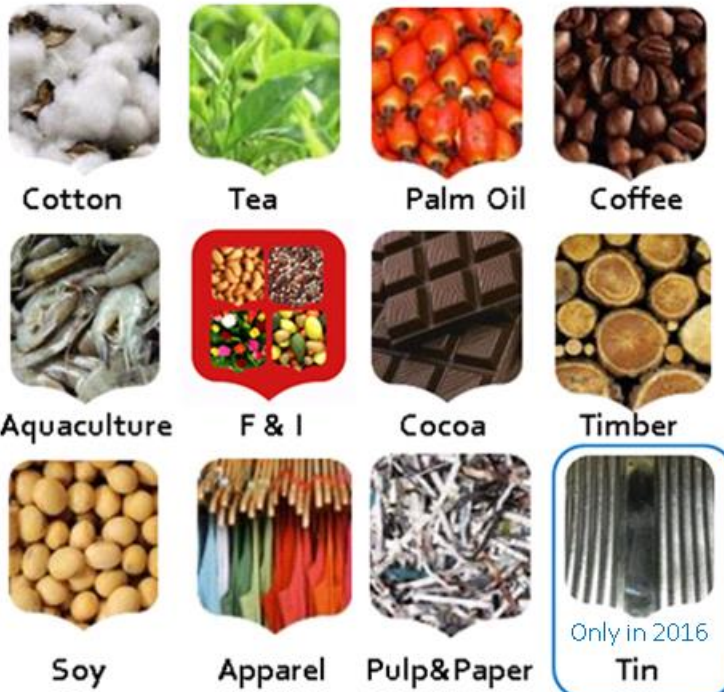 Cotton
Tea
Palm Oil
Coffee
Aquaculture
F & I
Cocoa
Timber
Soy
Apparel
Pulp&Paper
Only in 2016
Tin